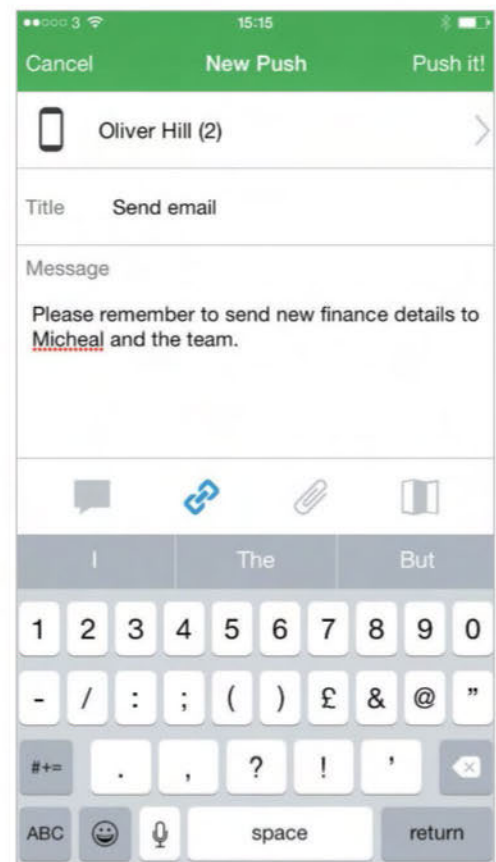 3 15:15
Cancel New Push Push it!
Oliver Hill (2)
Title Send email
Message
Please remember to send new finance details to
Micheal and the team.
I The But
1 2 3 4 5 6 7 8 9 0
- / : ; ( ) £ & @ "
#+= . , ? ! '
ABC space return